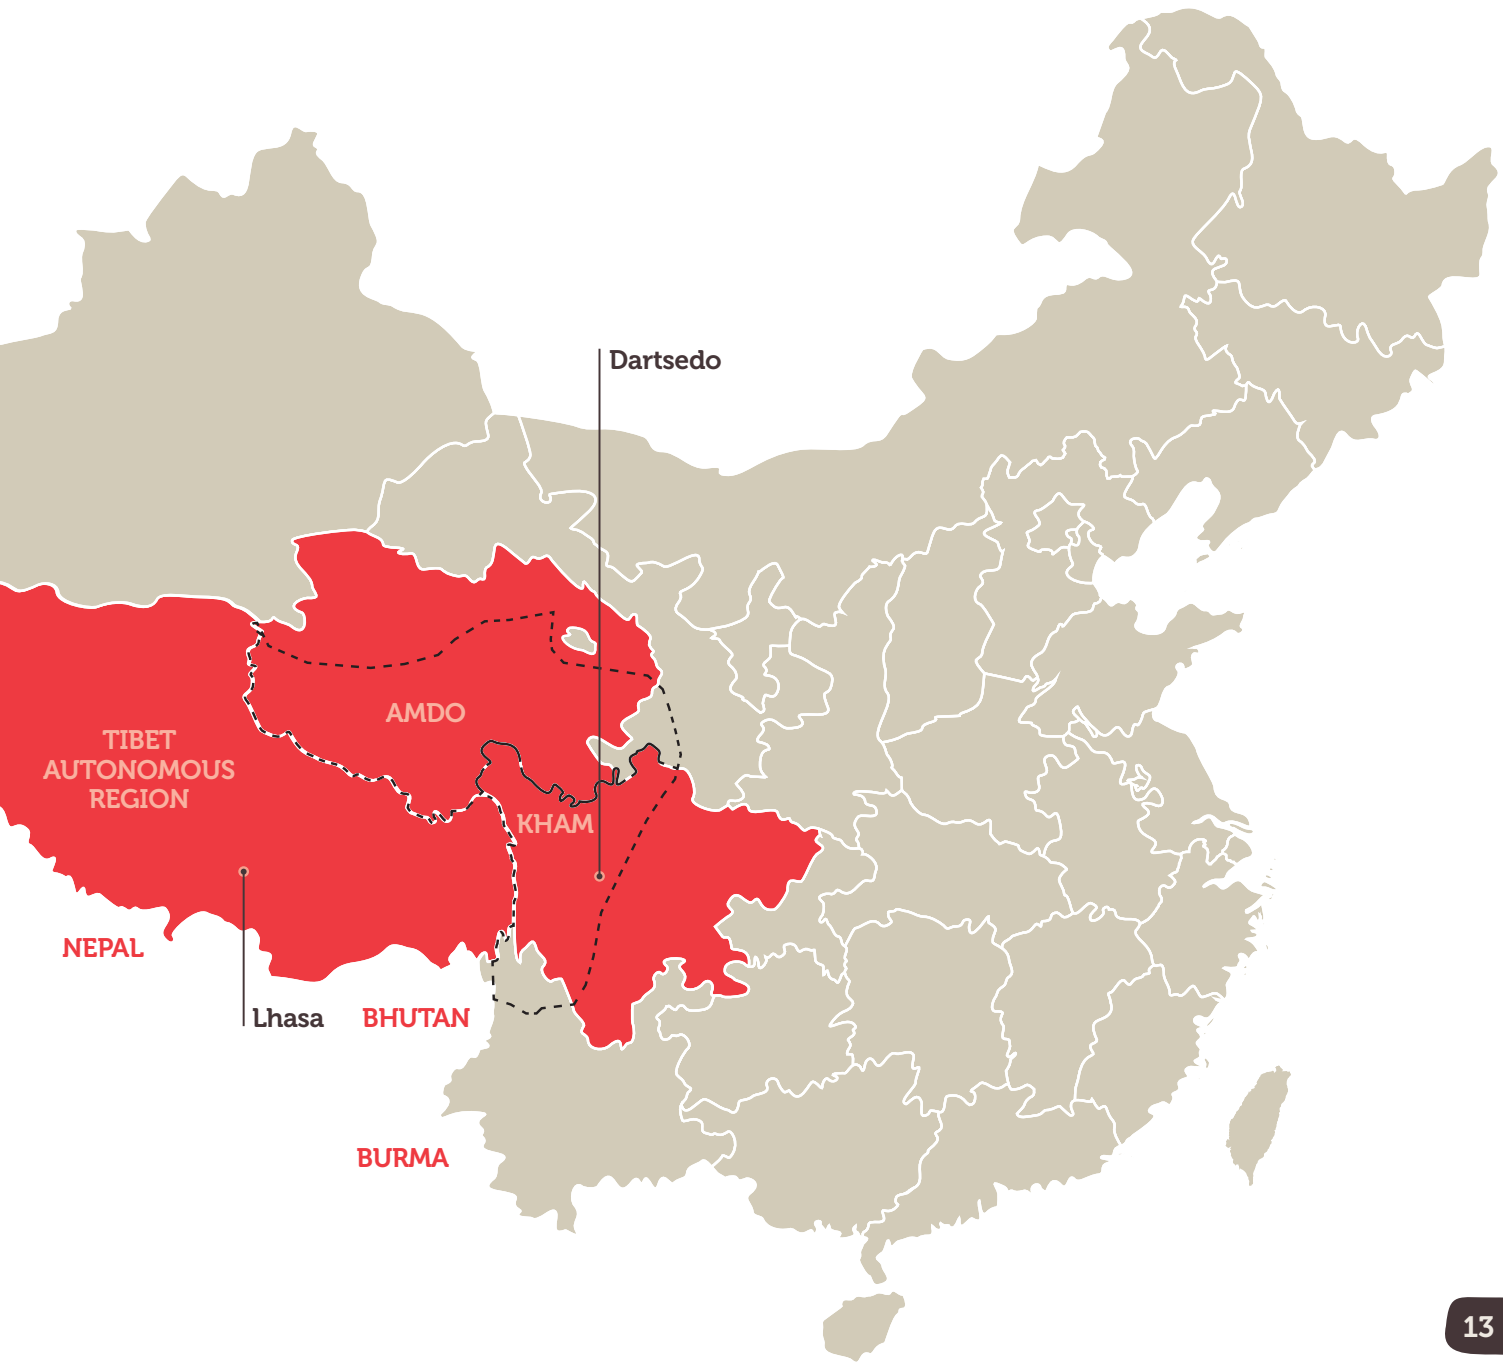 Dartsedo
AMDO
TIBET
AUTONOMOUS
REGION
KHAM
NEPAL
Lhasa
BHUTAN
BURMA
13